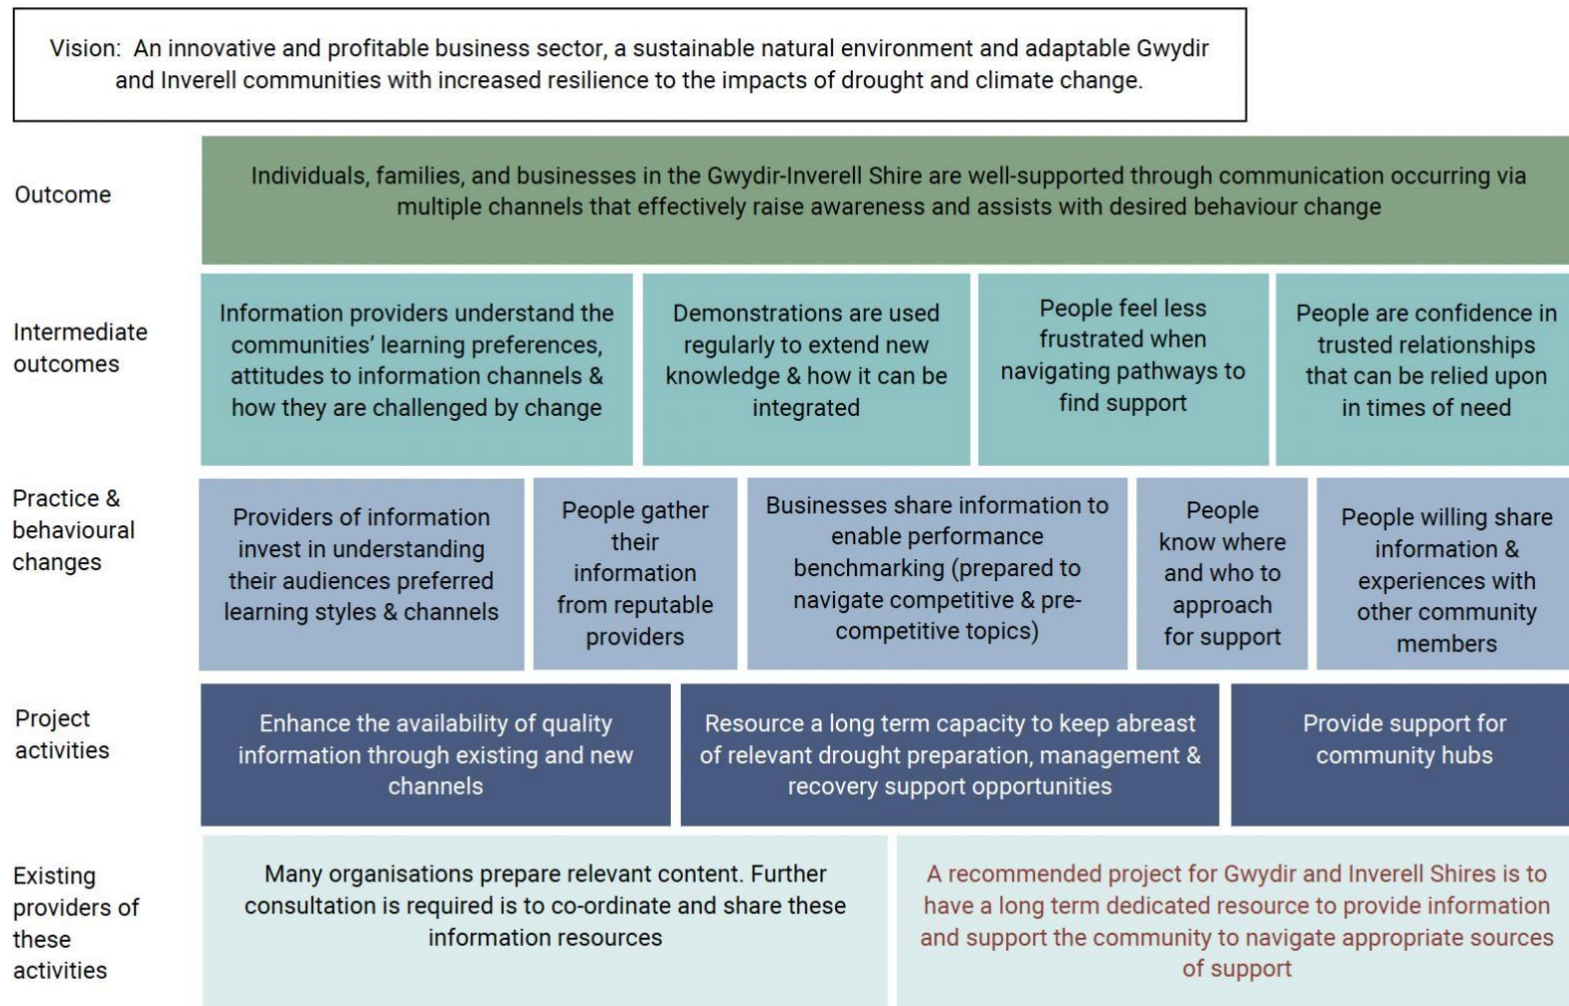 Vision:  An innovative and profitable business sector, a sustainable natural environment and adaptable Gwydir
and Inverell communities with increased resilience to the impacts of drought and climate change.
Outcome
Individuals, families, and businesses in the Gwydir-Inverell Shire are well-supported through communication occurring via
multiple channels that effectively raise awareness and assists with desired behaviour change
Intermediate
outcomes
Information providers understand the
communities’ learning preferences,
attitudes to information channels &
how they are challenged by change
Demonstrations are used
regularly to extend new
knowledge & how it can be
integrated
People feel less
frustrated when
navigating pathways to
find support
People are confidence in
trusted relationships
that can be relied upon
in times of need
Practice &
behavioural
changes
Providers of information
invest in understanding
their audiences preferred
learning styles & channels
People gather
their
information
from reputable
providers
Businesses share information to
enable performance
benchmarking (prepared to
navigate competitive & pre-
competitive topics)
People
know where
and who to
approach
for support
People willing share
information &
experiences with
other community
members
Project
activities
Enhance the availability of quality
information through existing and new
channels
Resource a long term capacity to keep abreast
of relevant drought preparation, management &
recovery support opportunities
Provide support for
community hubs
Existing
providers of
these
activities
Many organisations prepare relevant content. Further
consultation is required is to co-ordinate and share these
information resources
A recommended project for Gwydir and Inverell Shires is to
have a long term dedicated resource to provide information
and support the community to navigate appropriate sources
of support